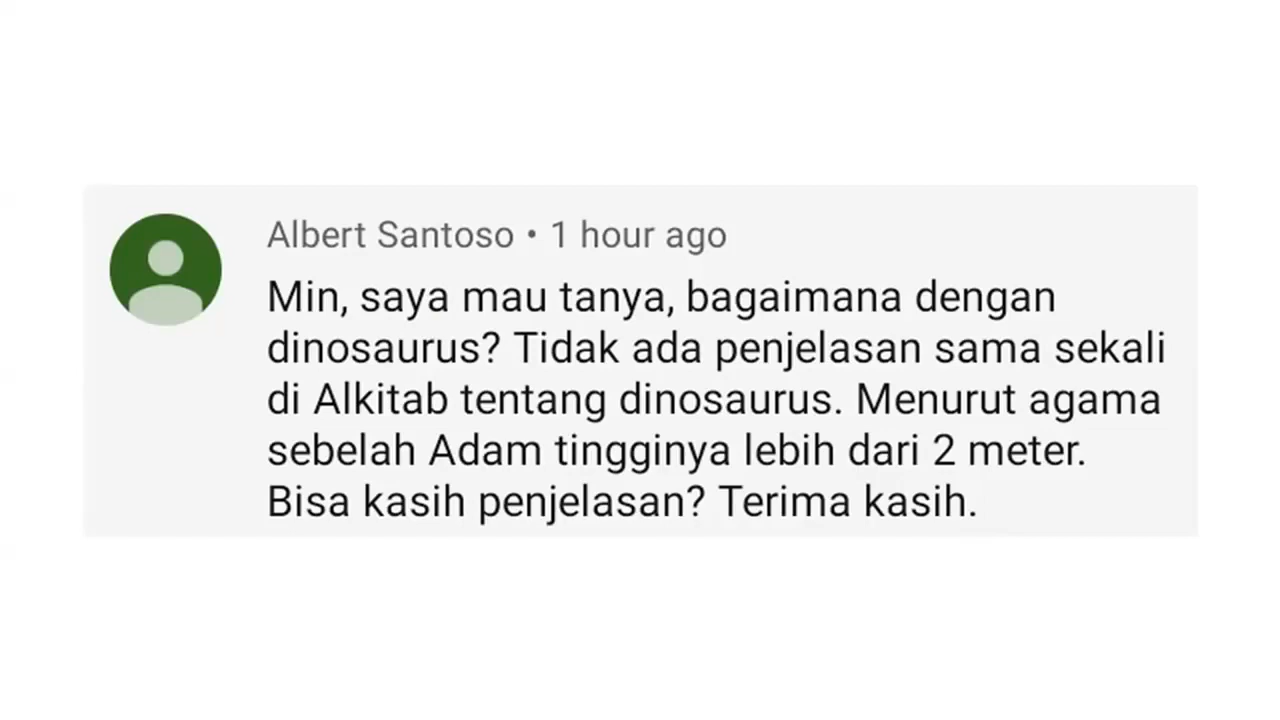 Albert Santoso • 1 hour ago
Min, saya mau tanya, bagaimana dengan
dinosaurus? Tidak ada penjelasan sama sekali
di Alkitab tentang dinosaurus. Menurut agama
sebelah Adam tingginya lebih dari 2 meter.
Bisa kasih penjelasan? Terima kasih.